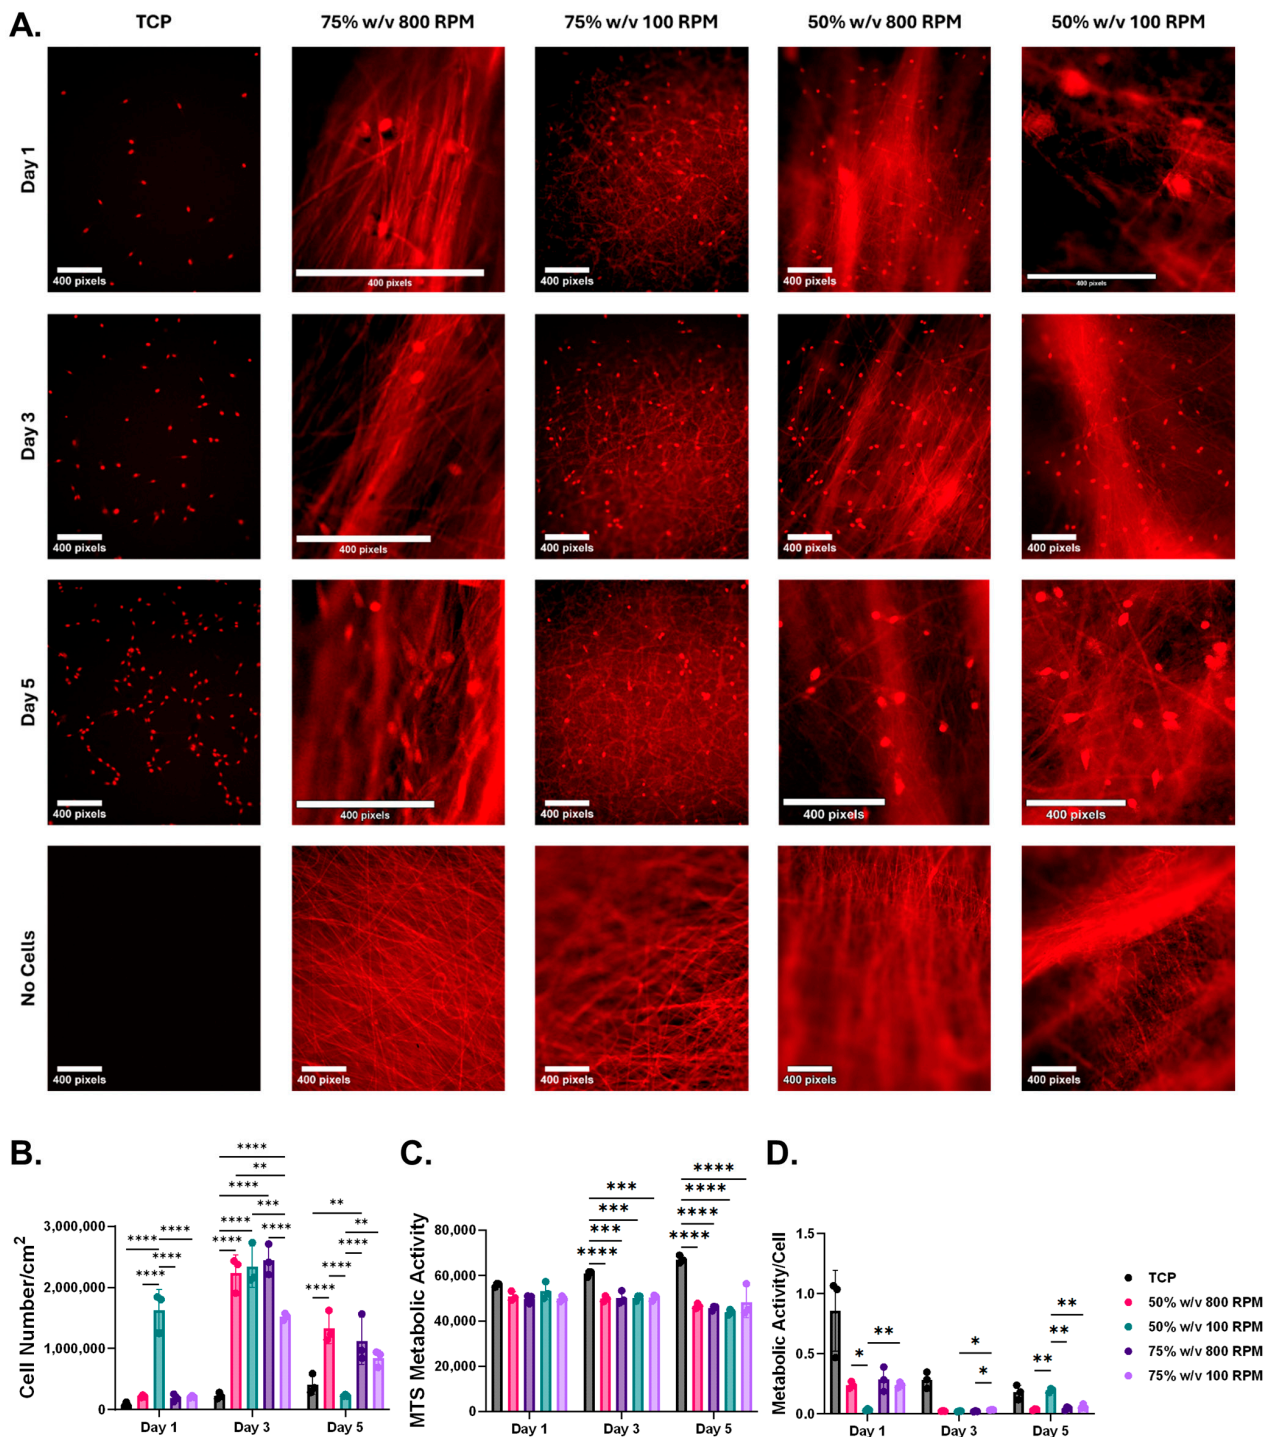 A.
TCP
75% w/v 800 RPM
75% w/v 100 RPM
50% w/v 800 RPM
50% w/v 100 RPM
Day 1
400 pixels
400 pixels
400 pixels
400 pixels
400 pixels
Day 3
400 pixels
400 pixels
400 pixels
400 pixels
400 pixels
Day 5
400 pixels
400 pixels
400 pixels
400 pixels
400 pixels
No Cells
400 pixels
400 pixels
400 pixels
400 pixels
400 pixels
B.
Cell Number/cm²
3,000,000
2,000,000
1,000,000
0
**** **** **** ****
**** ** **** *** **** **** ****
** ** **** **** ****
Day 1
Day 3
Day 5
C.
MTS Metabolic Activity
80,000
60,000
40,000
20,000
0
*** *** *** ****
**** **** **** ****
Day 1
Day 3
Day 5
D.
Metabolic Activity/Cell
1.5
1.0
0.5
0.0
** *
* *
** ** **
Day 1
Day 3
Day 5
TCP
50% w/v 800 RPM
50% w/v 100 RPM
75% w/v 800 RPM
75% w/v 100 RPM